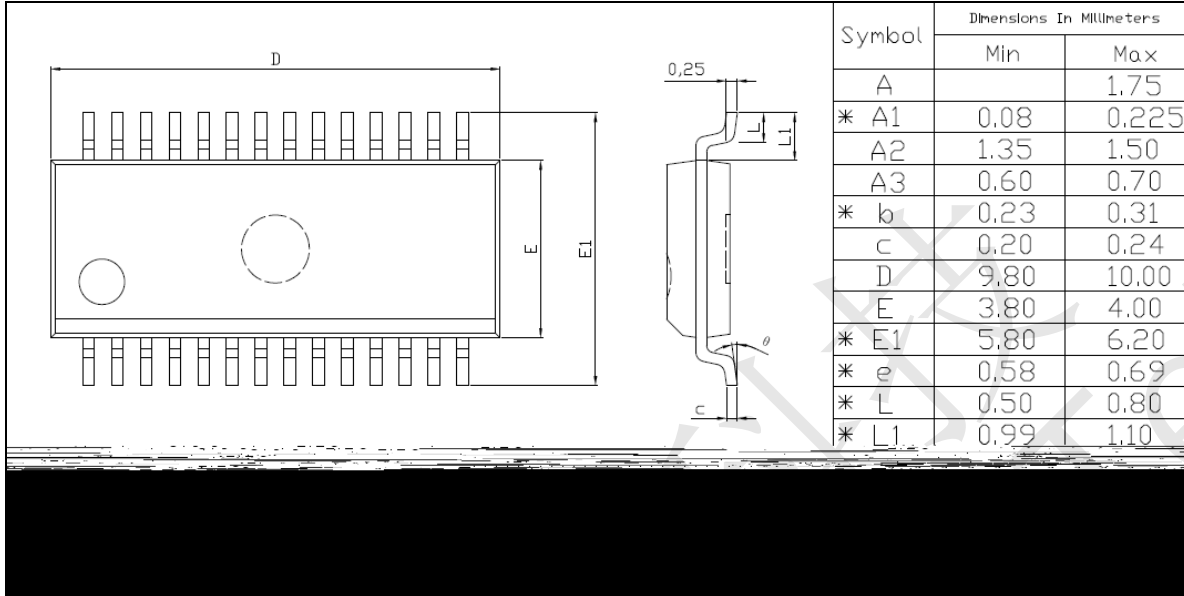 D
E
E1
0,25
L
L1
θ
c
Symbol Dimensions In Millimeters
Min Max
A 1.75
* A1 0.08 0.225
A2 1.35 1.50
A3 0.60 0.70
* b 0.23 0.31
c 0.20 0.24
D 9.80 10.00
E 3.80 4.00
* E1 5.80 6.20
* e 0.58 0.69
* L 0.50 0.80
* L1 0.99 1.10